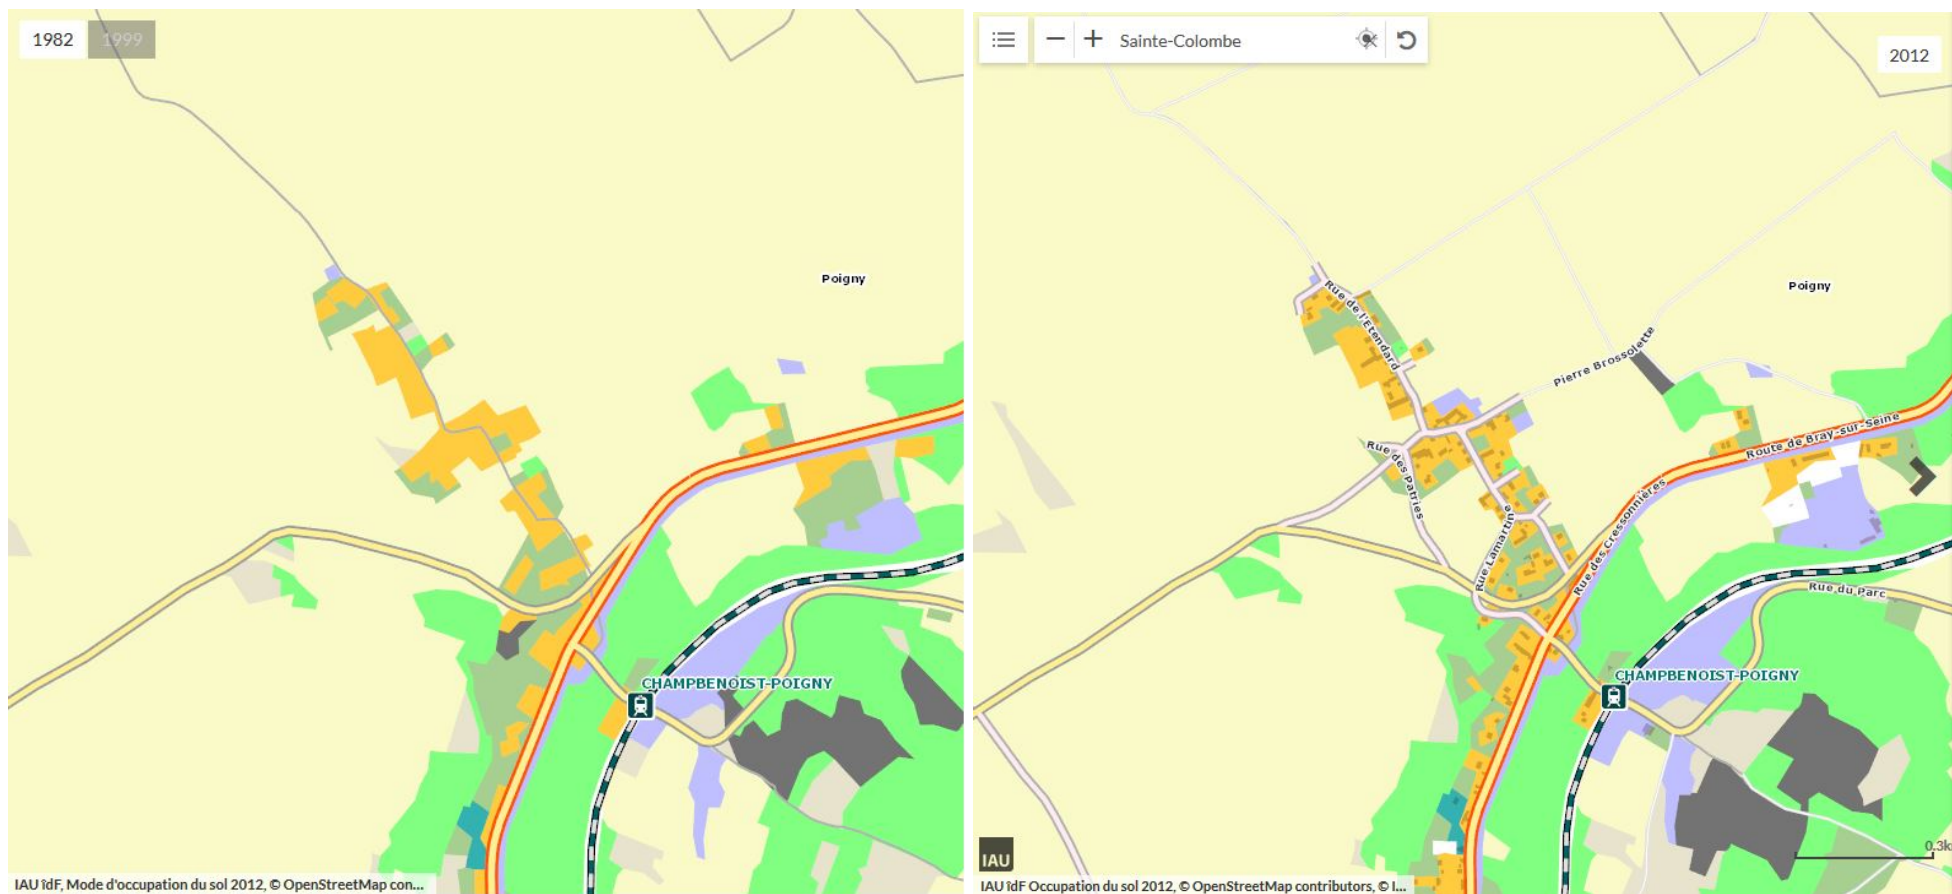 1982
1999
Poigny
CHAMPBENOIST-POIGNY
IAU îdF, Mode d'occupation du sol 2012, © OpenStreetMap con...
Sainte-Colombe
2012
Poigny
Rue de l'Etendard
Pierre Brossolette
Rue des Patries
Route de Bray-sur-Seine
Rue des Cressonnières
Rue Lamartine
Rue du Parc
CHAMPBENOIST-POIGNY
IAU
0.3k
IAU îdF Occupation du sol 2012, © OpenStreetMap contributors, © I...